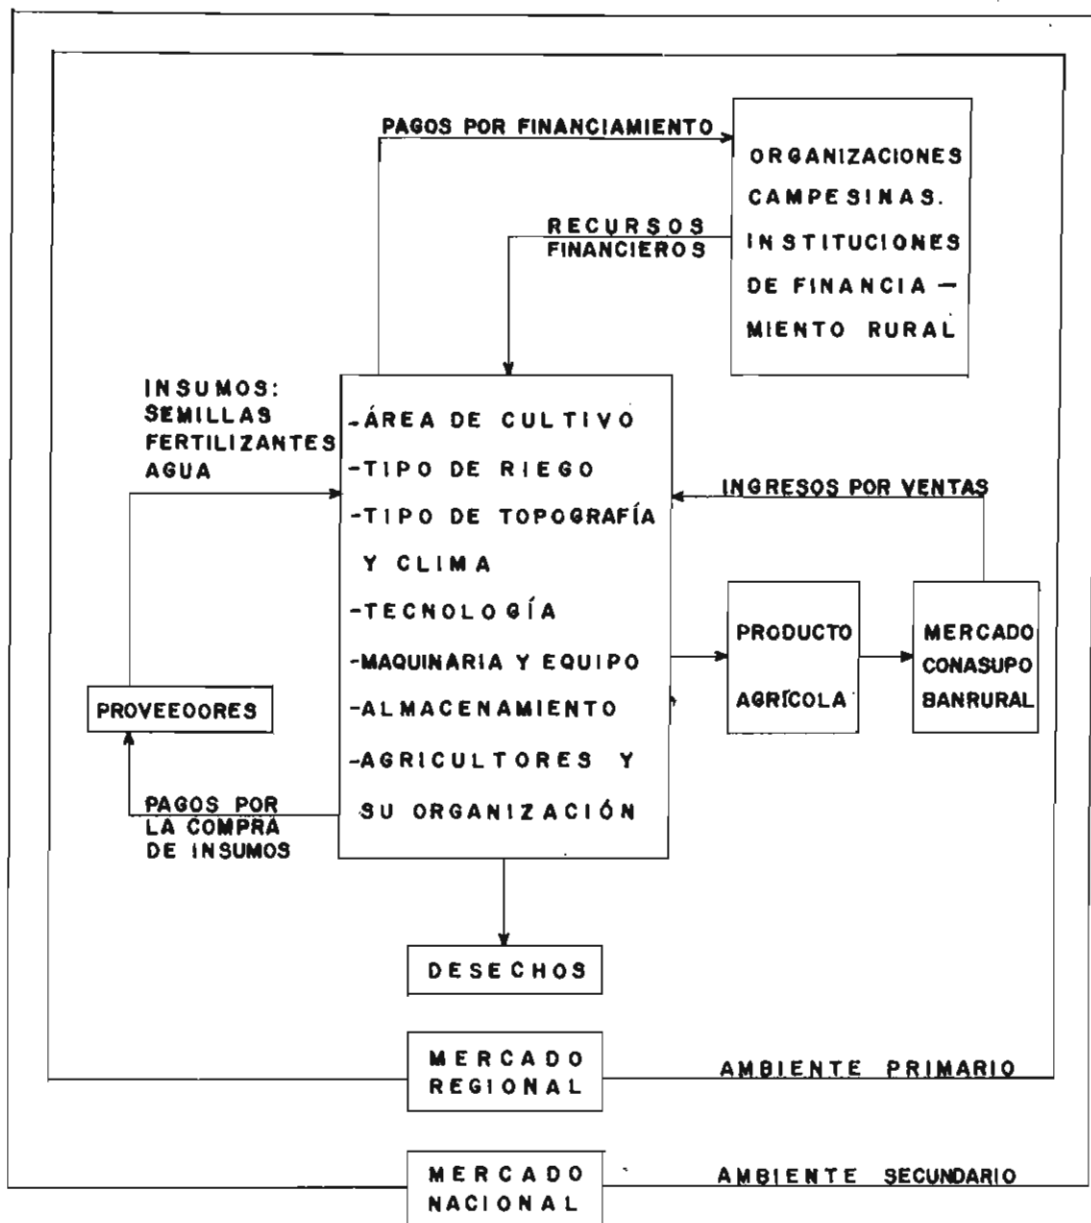 PAGOS POR FINANCIAMIENTO
ORGANIZACIONES
CAMPESINAS.
INSTITUCIONES
DE FINANCIA —
MIENTO RURAL
RECURSOS
FINANCIEROS
INSUMOS:
SEMILLAS
FERTILIZANTES
AGUA
-ÁREA DE CULTIVO
-TIPO DE RIEGO
-TIPO DE TOPOGRAFÍA
Y CLIMA
-TECNOLOGÍA
-MAQUINARIA Y EQUIPO
-ALMACENAMIENTO
-AGRICULTORES Y
SU ORGANIZACIÓN
INGRESOS POR VENTAS
PRODUCTO
AGRÍCOLA
MERCADO
CONASUPO
BANRURAL
PROVEEDORES
PAGOS POR
LA COMPRA
DE INSUMOS
DESECHOS
MERCADO
REGIONAL
AMBIENTE PRIMARIO
MERCADO
NACIONAL
AMBIENTE SECUNDARIO